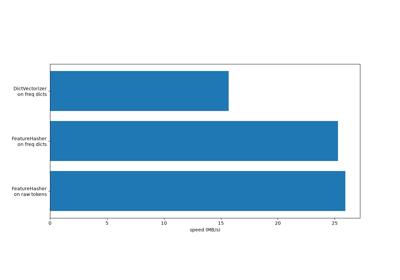 DictVectorizer
on freq dicts
FeatureHasher
on freq dicts
FeatureHasher
on raw tokens
0 5 10 15 20 25
speed (MB/s)